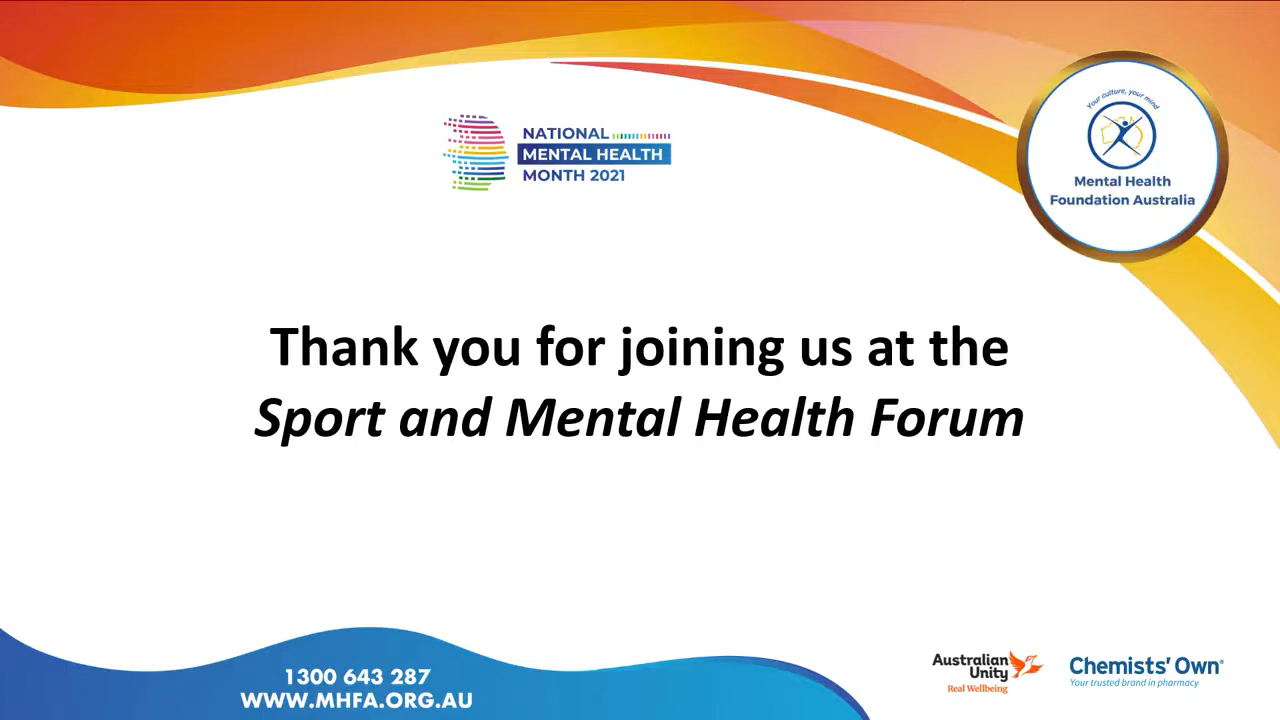 NATIONAL
MENTAL HEALTH
MONTH 2021
Your culture, your mind
Mental Health
Foundation Australia
Thank you for joining us at the
Sport and Mental Health Forum
1300 643 287
WWW.MHFA.ORG.AU
Australian
Unity
Real Wellbeing
Chemists' Own®
Your trusted brand in pharmacy